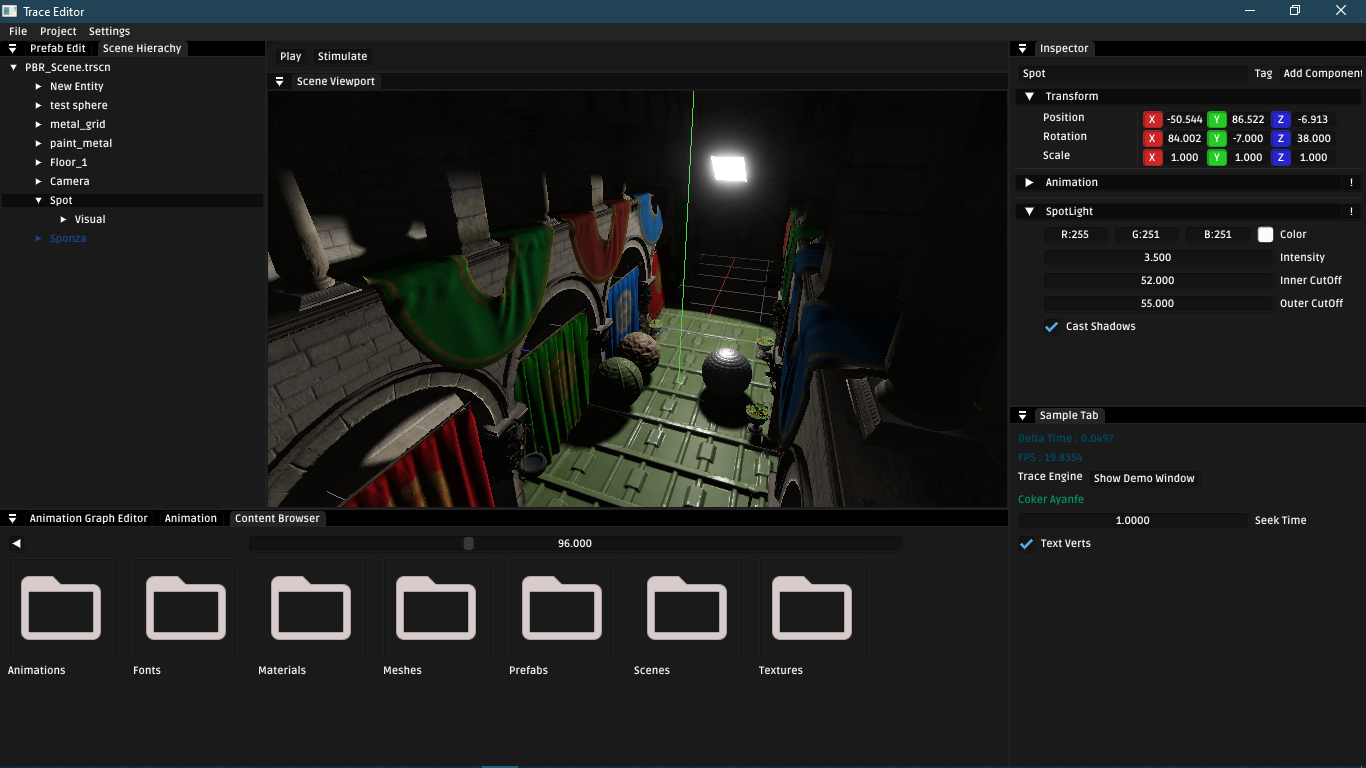 Trace Editor
File Project Settings
Prefab Edit Scene Hierachy
PBR_Scene.trscn
New Entity
test sphere
metal_grid
paint_metal
Floor_1
Camera
Spot
Visual
Sponza
Play Stimulate
Scene Viewport
Inspector
Spot Tag Add Componen
Transform
Position X -50.544 Y 86.522 Z -6.913
Rotation X 84.002 Y -7.000 Z 38.000
Scale X 1.000 Y 1.000 Z 1.000
Animation !
SpotLight !
R:255 G:251 B:251 Color
3.500 Intensity
52.000 Inner CutOff
55.000 Outer CutOff
Cast Shadows
Sample Tab
Delta Time : 0.0497
FPS : 19.8354
Trace Engine Show Demo Window
Coker Ayanfe
1.0000 Seek Time
Text Verts
Animation Graph Editor Animation Content Browser
96.000
Animations Fonts Materials Meshes Prefabs Scenes Textures